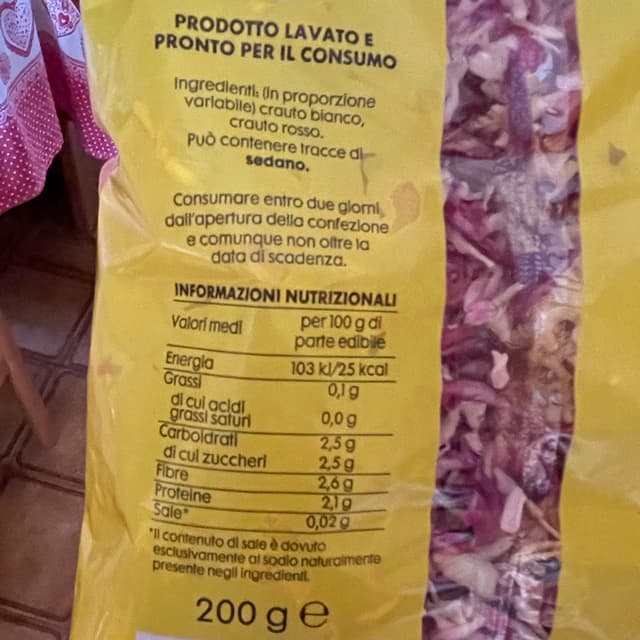 PRODOTTO LAVATO E
PRONTO PER IL CONSUMO
Ingredienti: (In proporzione
variabile) crauto bianco,
crauto rosso.
Può contenere tracce di
sedano.
Consumare entro due giorni
dall'apertura della confezione
e comunque non oltre la
data di scadenza.
INFORMAZIONI NUTRIZIONALI
Valori medi per 100 g di
parte edibile
Energia 103 kJ/25 kcal
Grassi 0,1 g
di cui acidi
grassi saturi 0,0 g
Carboidrati 2,5 g
di cui zuccheri 2,5 g
Fibre 2,6 g
Proteine 2,1 g
Sale* 0,02 g
*Il contenuto di sale è dovuto
esclusivamente al sodio naturalmente
presente negli ingredienti.
200 g e